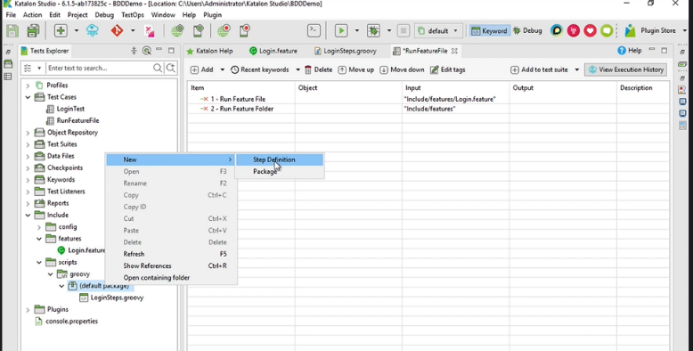 Katalon Studio - 6.1.5-ab173825c - BDDDemo - [Location: C:\Users\Administrator\Katalon Studio\BDDDemo]
File Edit Action Project Debug DevTestOps Window Help Plugin
default Keyword Debug Plugin Store
Tests Explorer
Katalon Help Login.feature LoginSteps.groovy *RunFeatureFile Help
Enter text to search...
Add Recent keywords Delete Move up Move down Edit tags Add to test suite View Execution History
Item Object Input Output Description
1 - Run Feature File "Include/features/Login.feature"
2 - Run Feature Folder "Include/features"
Profiles
Test Cases
LoginTest
RunFeatureFile
Object Repository
Test Suites
Data Files
Checkpoints
Keywords
Test Listeners
Reports
Include
config
features
Login.feature
scripts
groovy
(default package)
LoginSteps.groovy
Plugins
console.properties
New
Open F3
Rename F2
Copy Ctrl+C
Copy ID
Cut Ctrl+X
Paste Ctrl+V
Delete Delete
Refresh F5
Show References Ctrl+R
Open containing folder
Step Definition
Package